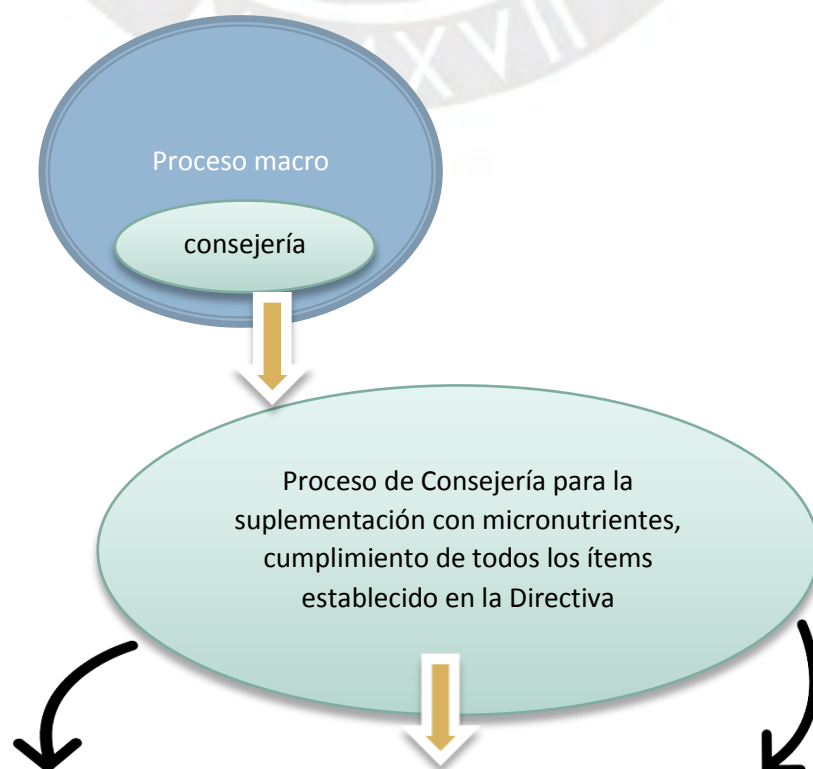 XVII
Proceso macro
consejería
Proceso de Consejería para la
suplementación con micronutrientes,
cumplimiento de todos los ítems
establecido en la Directiva